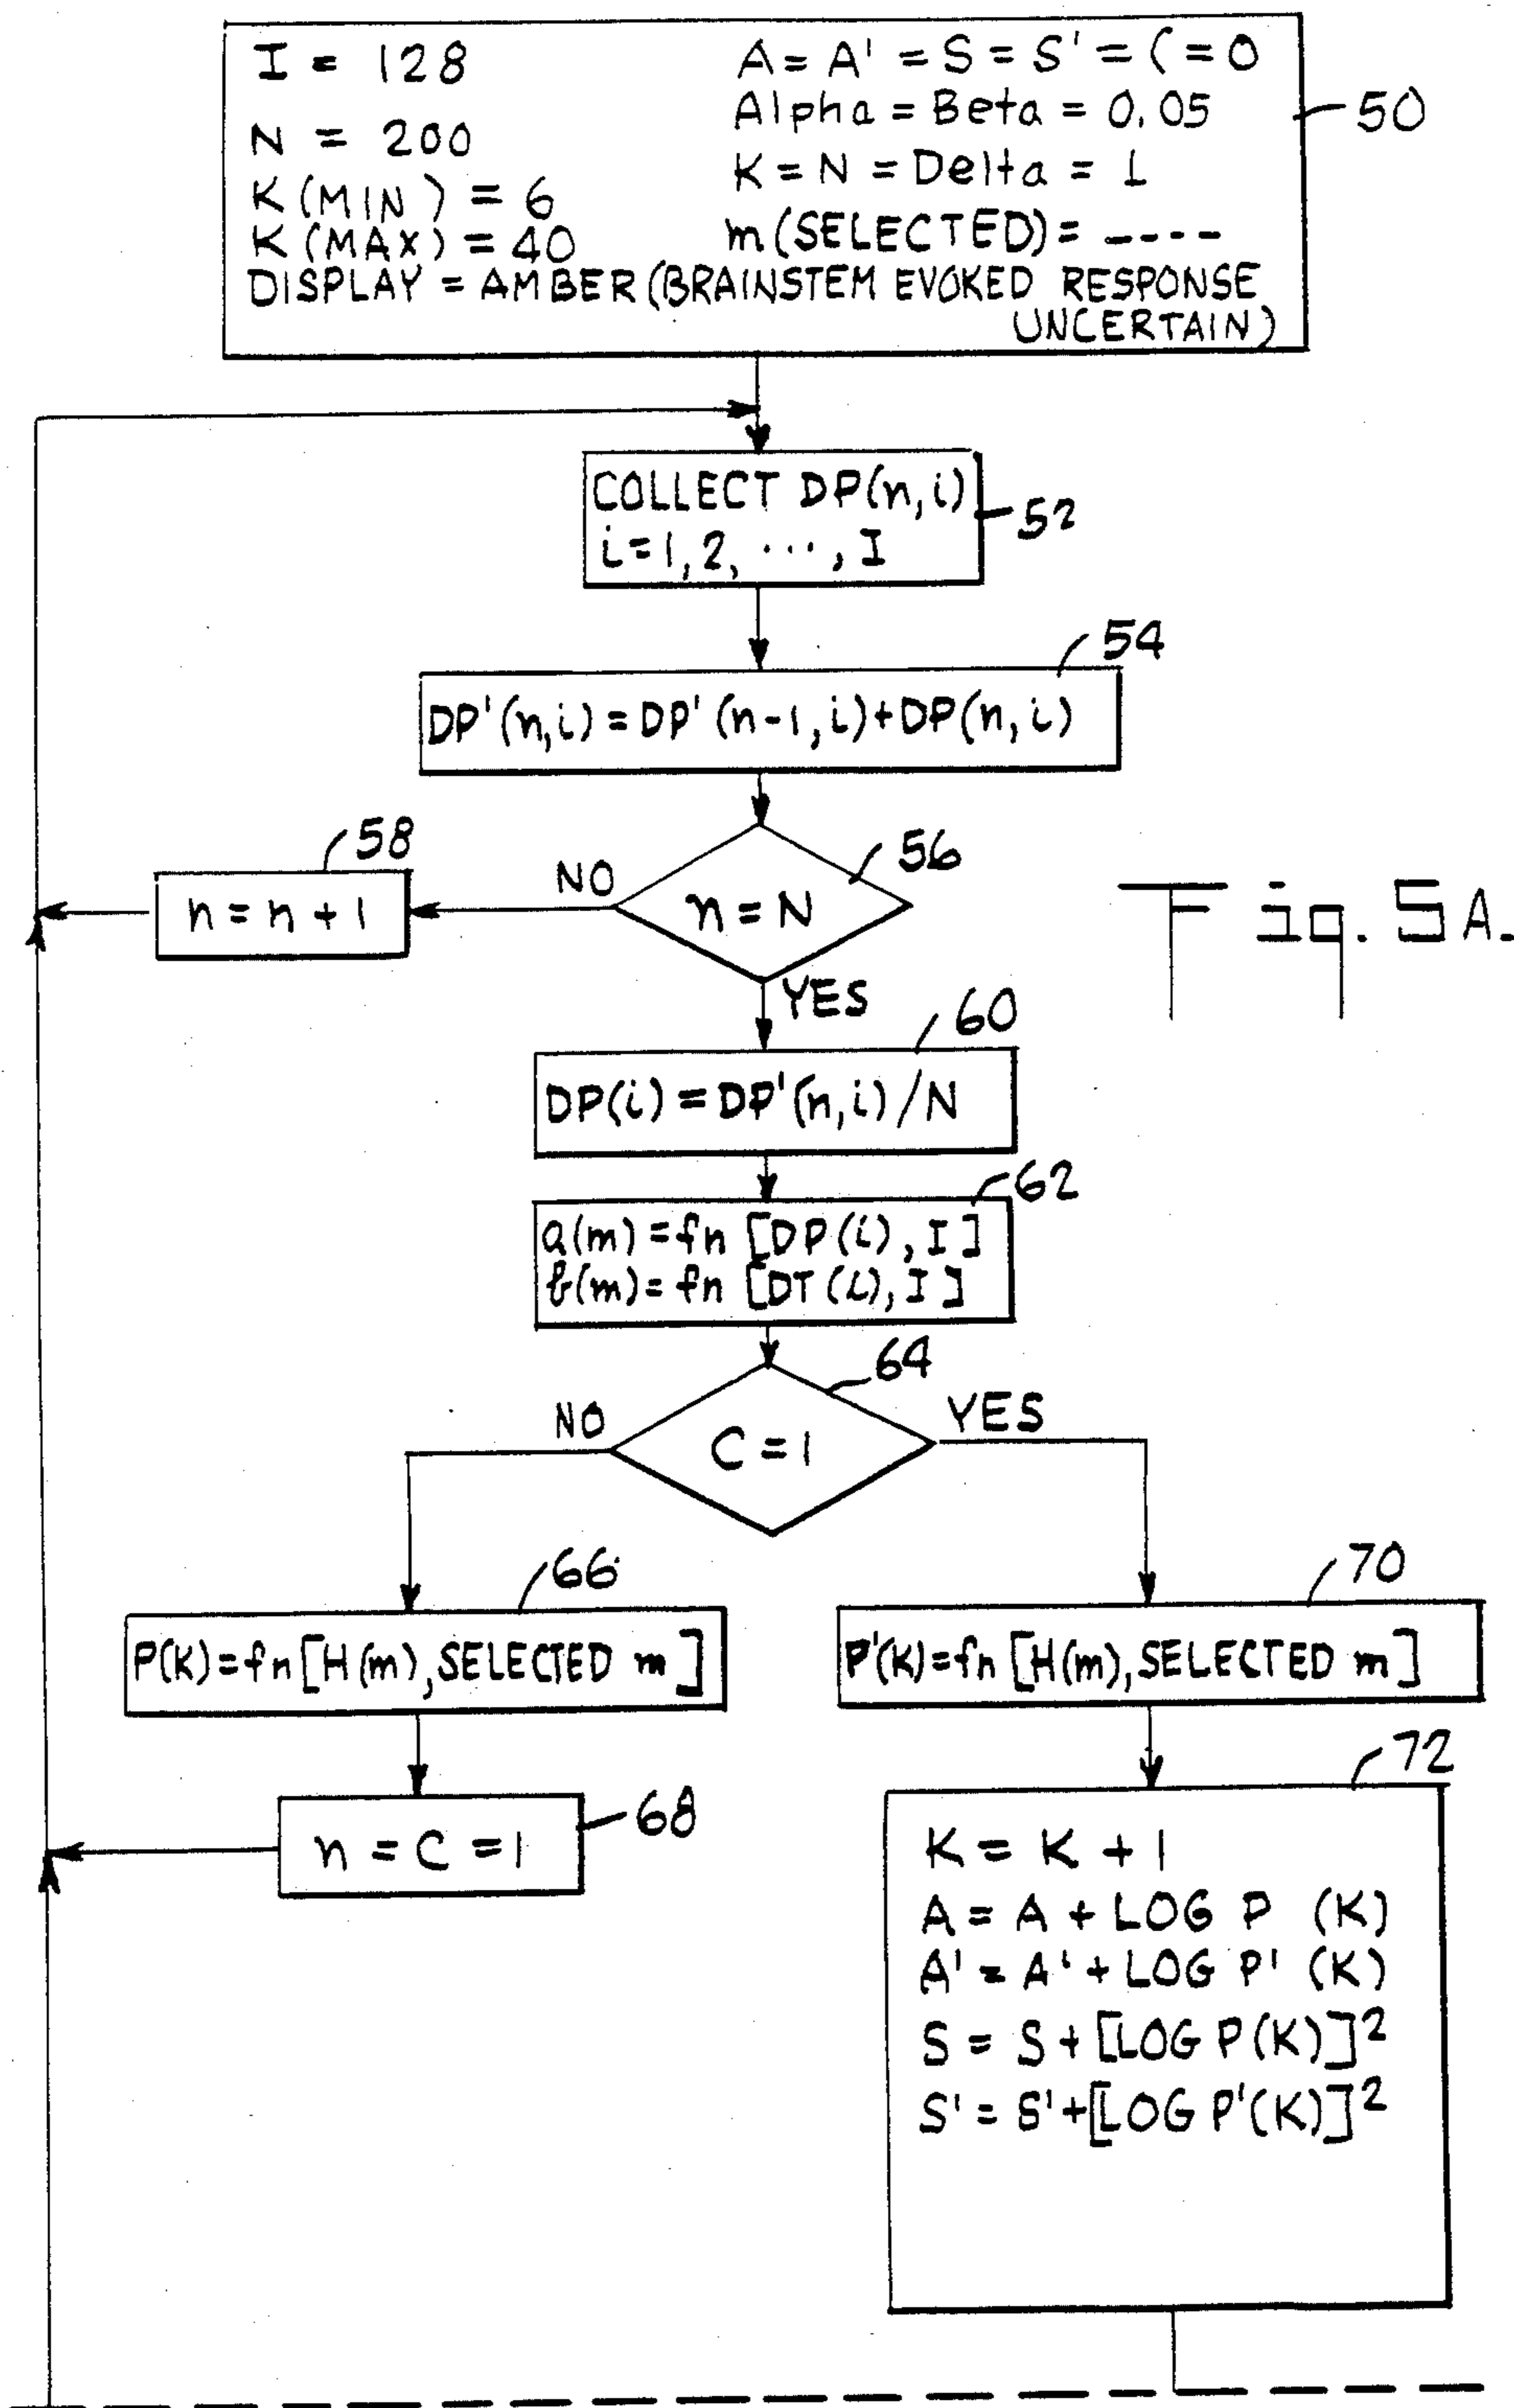 I = 128
N = 200
K (MIN ) = 6
K (MAX) = 40
A = A' = S = S' = ( = 0
Alpha = Beta = 0.05
K = N = Delta = 1
m (SELECTED) = ----
DISPLAY = AMBER (BRAINSTEM EVOKED RESPONSE
UNCERTAIN)
50
COLLECT DP(n,i)
i=1,2, ..., I
52
54
DP'(n,i) = DP'(n-1,i)+DP(n,i)
58
n = n + 1
NO
56
n = N
YES
Fig. 5A.
60
DP(i) = DP'(n,i)/N
62
a(m) = fn [DP(i), I]
b(m) = fn [DT(i), I]
64
NO
C = 1
YES
66
P(K)=fn[H(m),SELECTED m]
70
P'(K)=fn[H(m),SELECTED m]
68
n = C = 1
72
K = K + 1
A = A + LOG P (K)
A' = A' + LOG P' (K)
S = S + [LOG P(K)]2
S' = S'+[LOG P'(K)]2